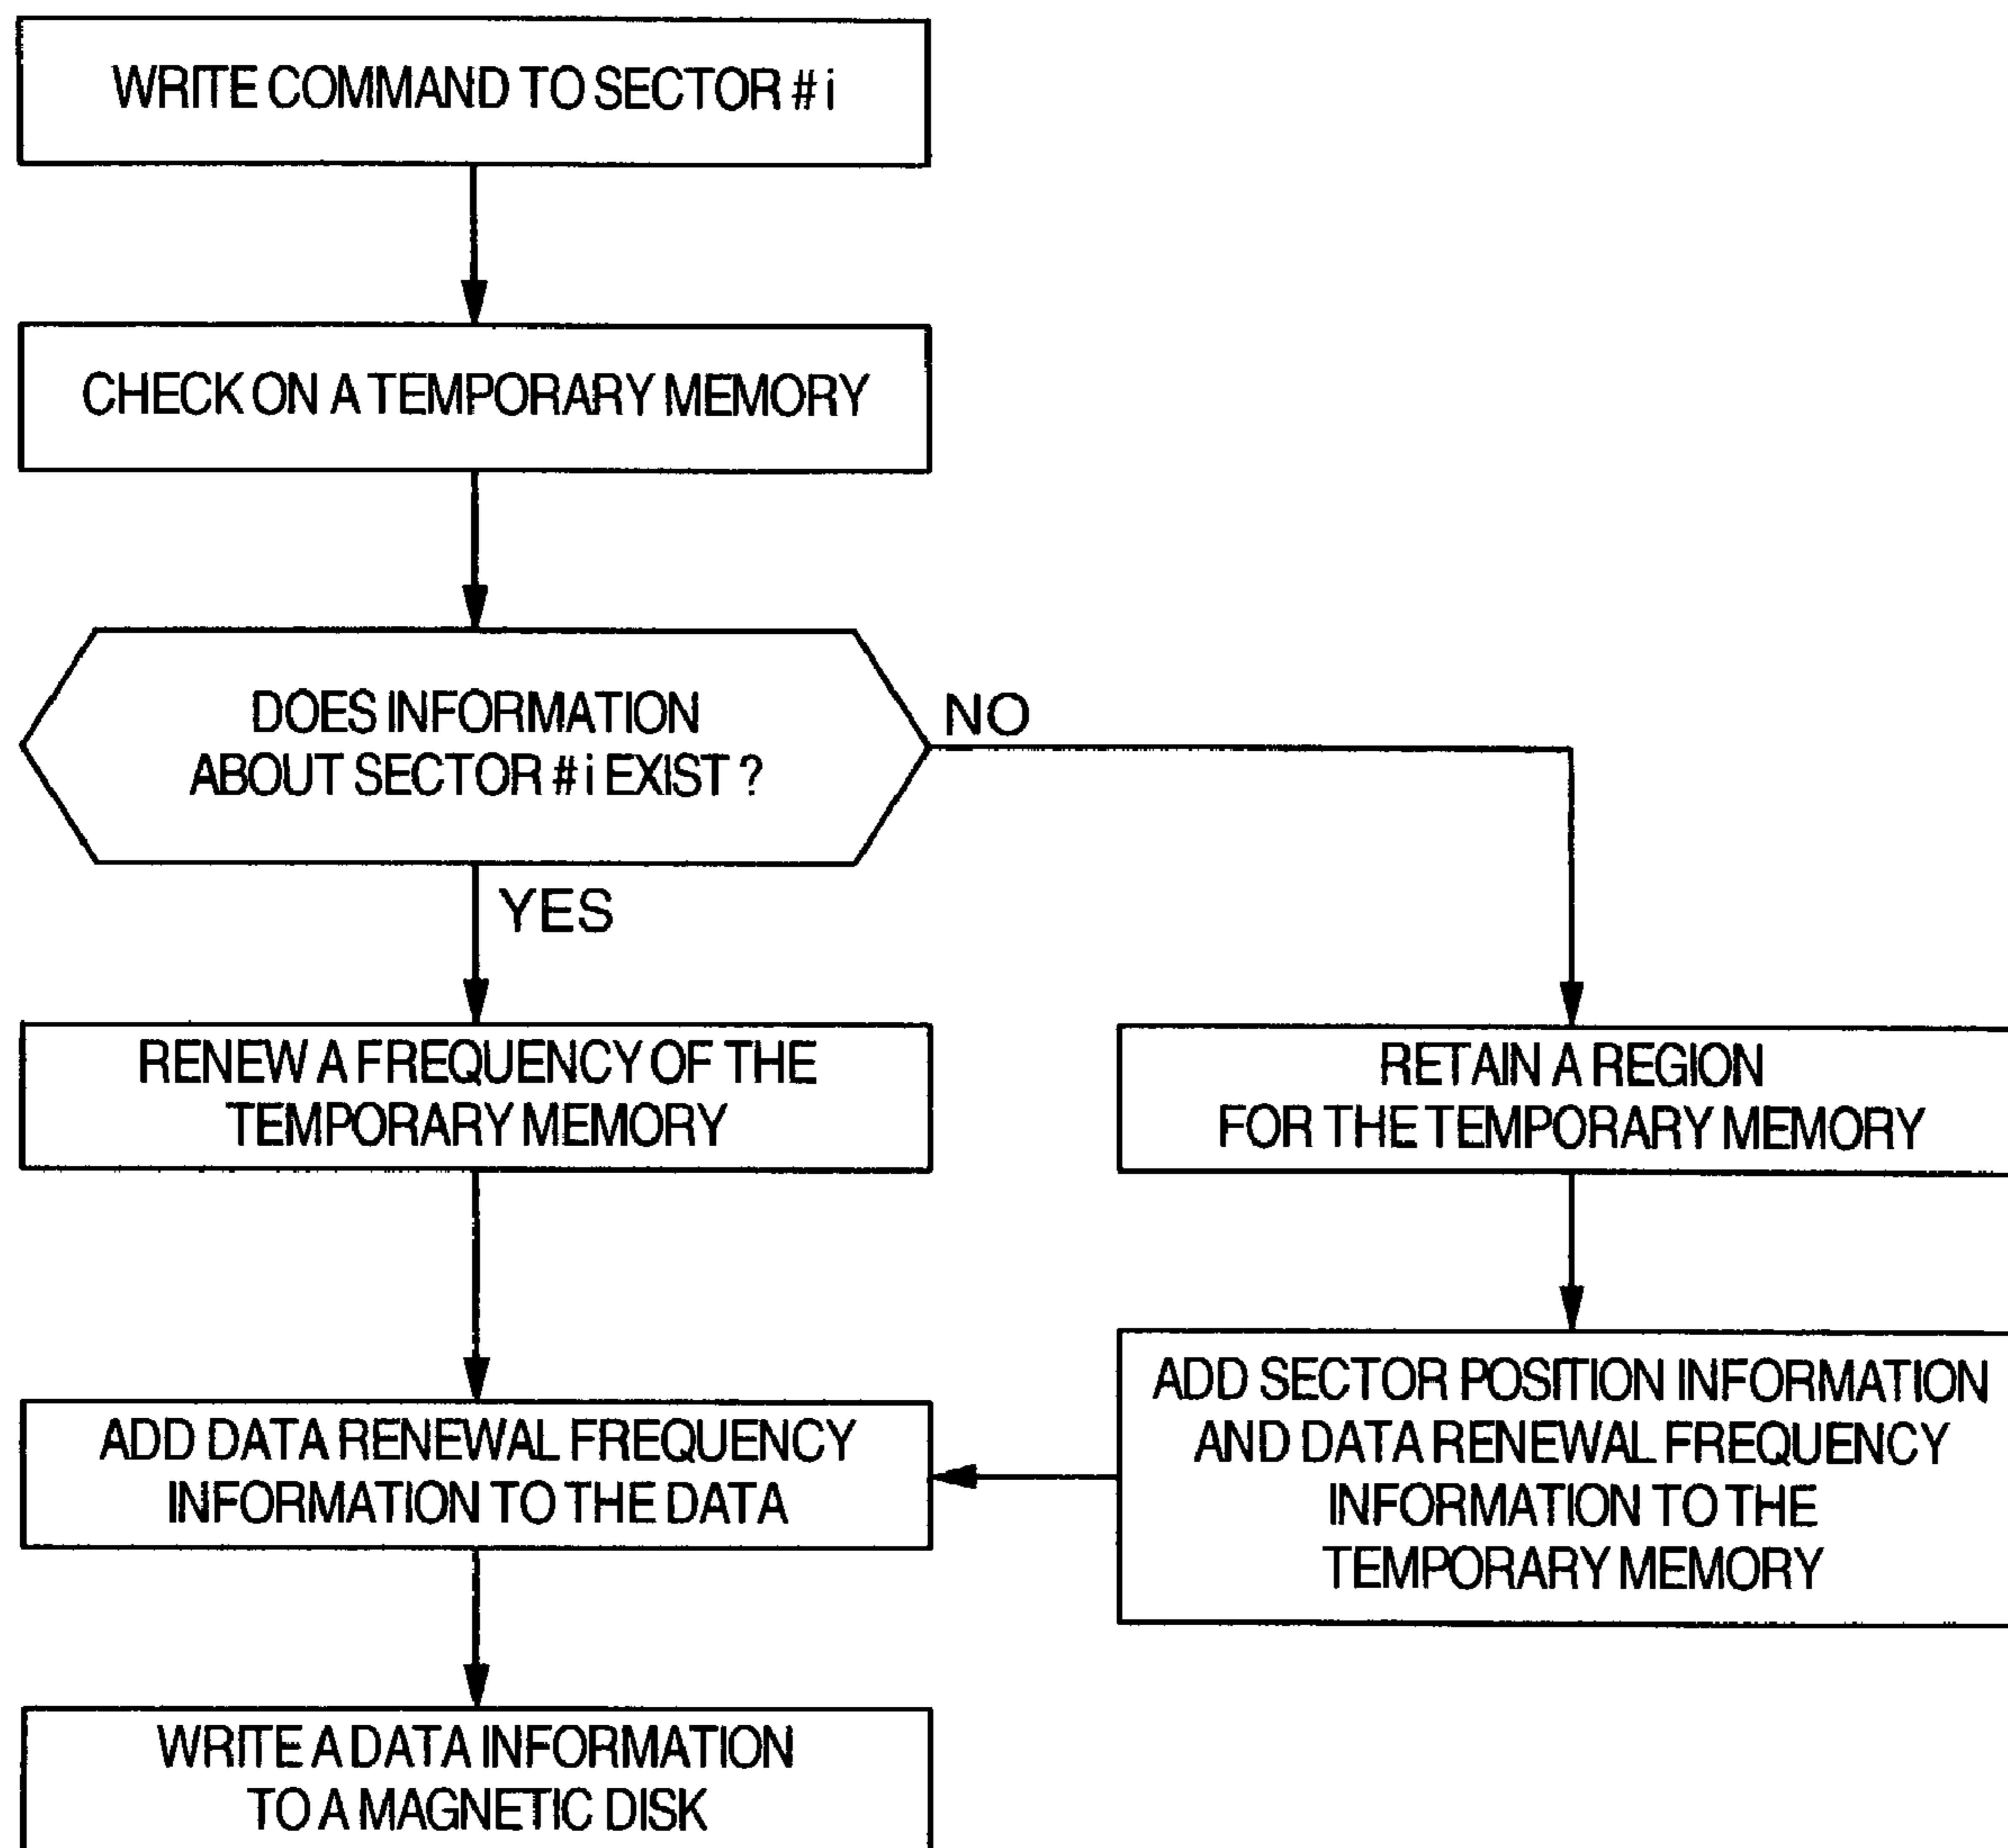 WRITE COMMAND TO SECTOR # i
CHECK ON A TEMPORARY MEMORY
DOES INFORMATION
ABOUT SECTOR # i EXIST ?
NO
YES
RENEW A FREQUENCY OF THE
TEMPORARY MEMORY
RETAIN A REGION
FOR THE TEMPORARY MEMORY
ADD DATA RENEWAL FREQUENCY
INFORMATION TO THE DATA
ADD SECTOR POSITION INFORMATION
AND DATA RENEWAL FREQUENCY
INFORMATION TO THE
TEMPORARY MEMORY
WRITE A DATA INFORMATION
TO A MAGNETIC DISK